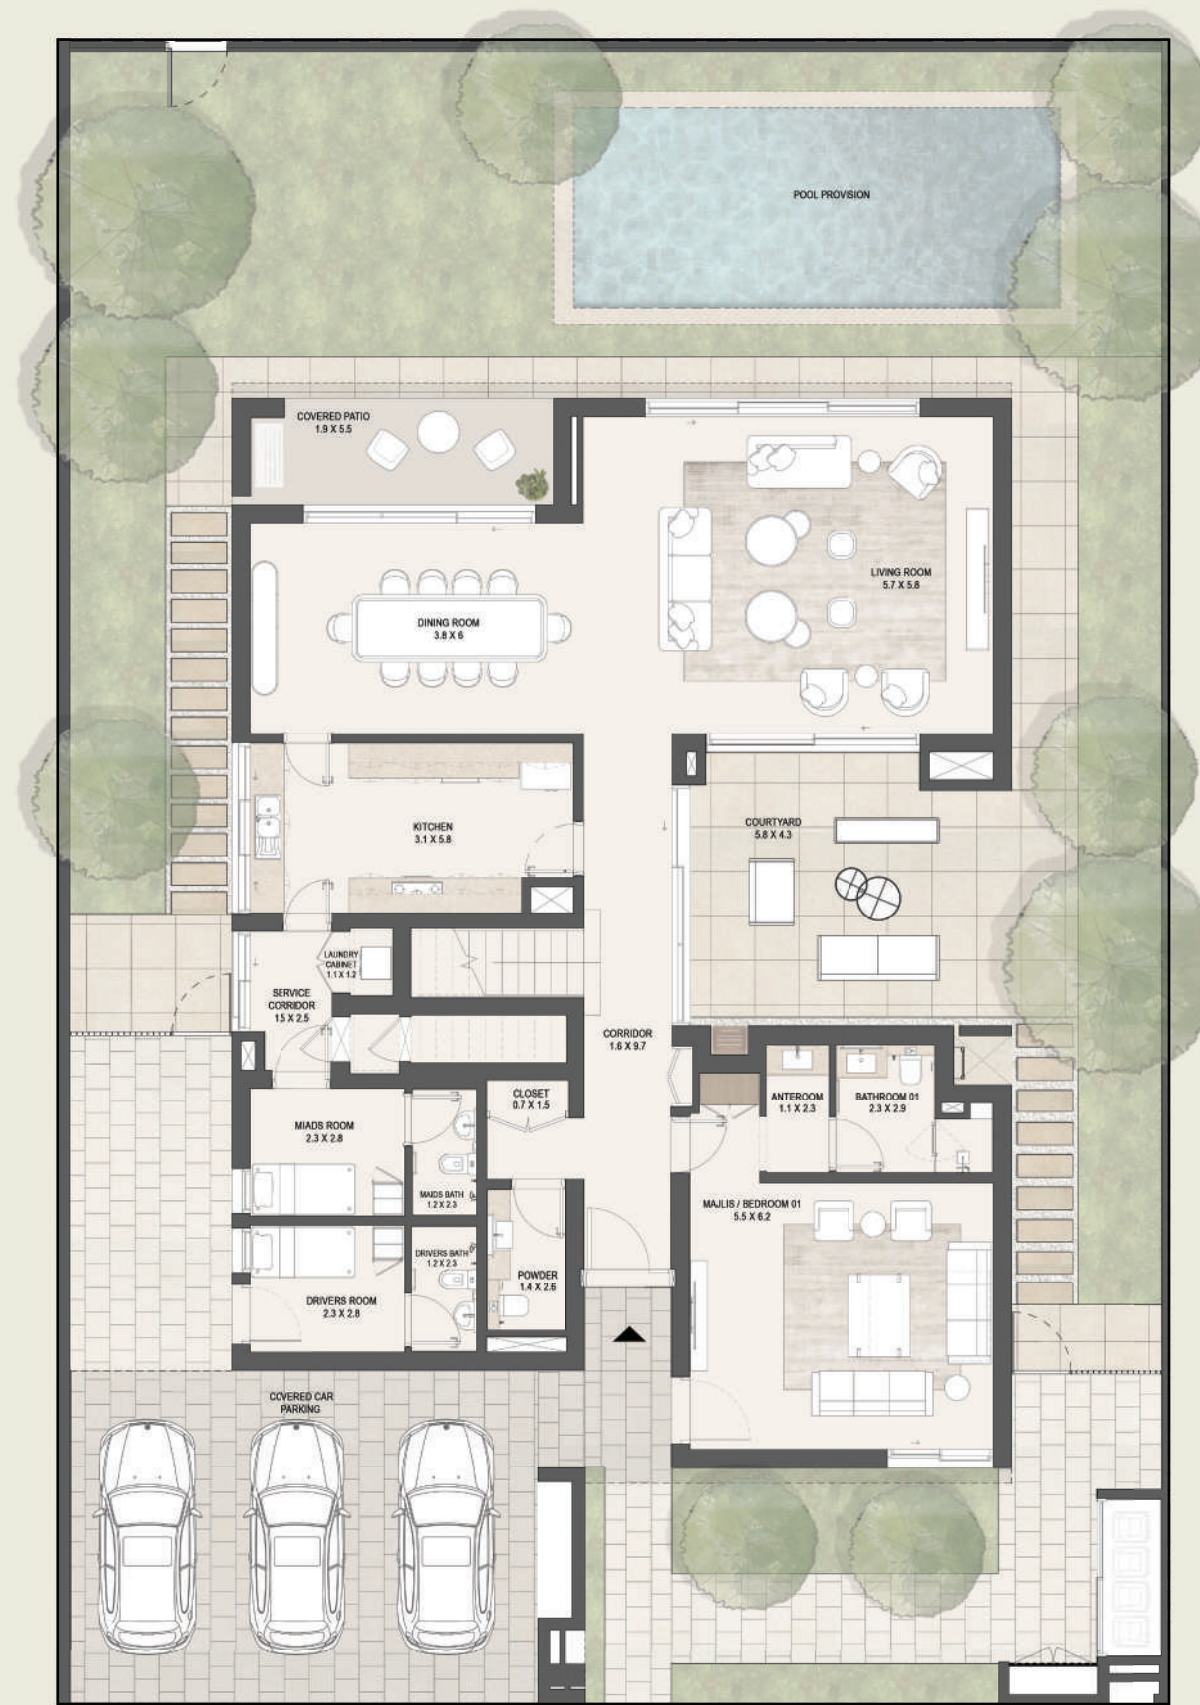 POOL PROVISION
COVERED PATIO
1.9 X 5.5
LIVING ROOM
5.7 X 5.8
DINING ROOM
3.8 X 6
KITCHEN
3.1 X 5.8
COURTYARD
5.8 X 4.3
LAUNDRY
CABINET
1.1 X 1.2
SERVICE
CORRIDOR
15 X 2.5
CORRIDOR
1.6 X 9.7
CLOSET
0.7 X 1.5
ANTEROOM
1.1 X 2.3
BATHROOM 01
2.3 X 2.9
MIADS ROOM
2.3 X 2.8
MAIDS BATH
1.2 X 2.3
MAJLIS / BEDROOM 01
5.5 X 6.2
DRIVERS BATH
1.2 X 2.3
POWDER
1.4 X 2.6
DRIVERS ROOM
2.3 X 2.8
COVERED CAR
PARKING